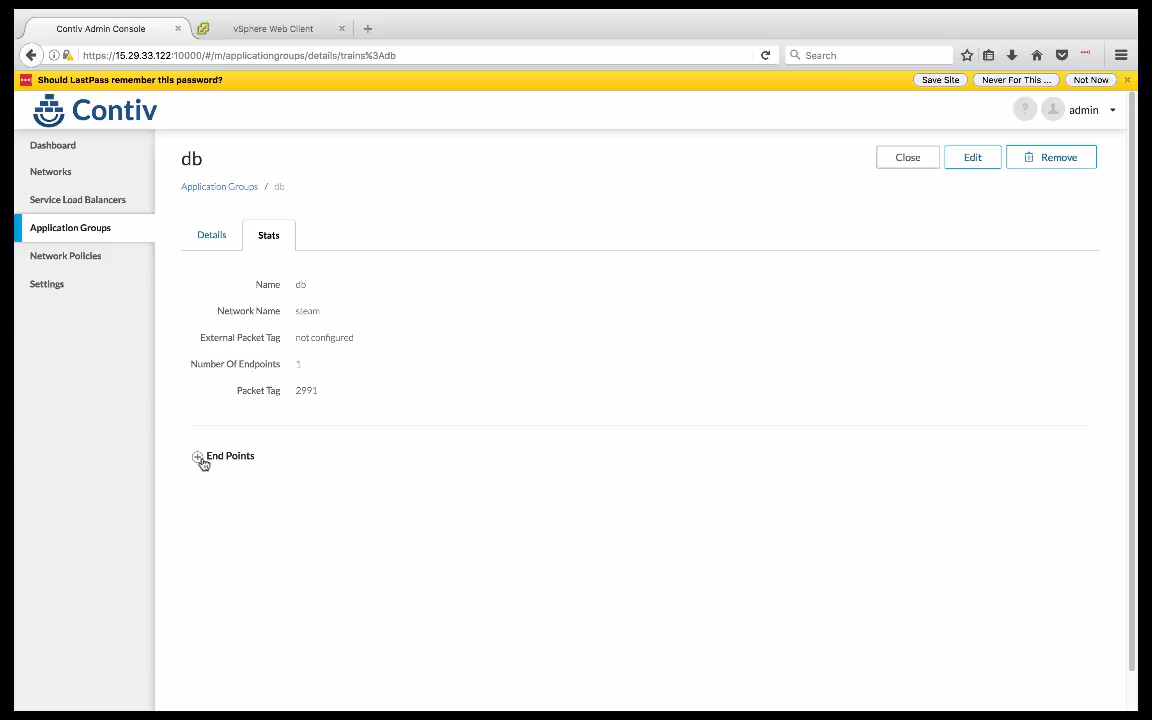 Contiv Admin Console
vSphere Web Client
https://15.29.33.122:10000/#/m/applicationgroups/details/trains%3Adb
Search
Should LastPass remember this password?
Save Site
Never For This ...
Not Now
Contiv
admin
Dashboard
Networks
Service Load Balancers
Application Groups
Network Policies
Settings
db
Close
Edit
Remove
Application Groups / db
Details
Stats
Name db
Network Name steam
External Packet Tag not configured
Number Of Endpoints 1
Packet Tag 2991
End Points